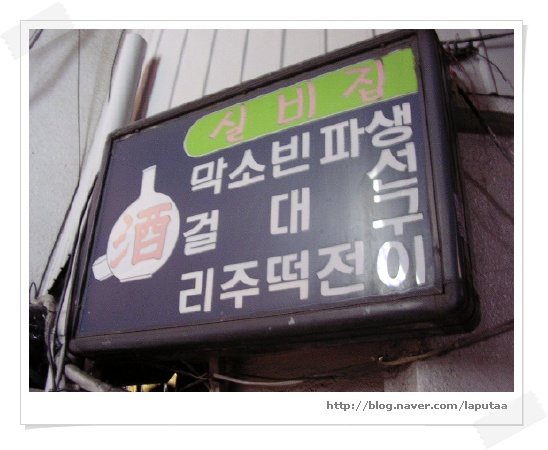 실비집
酒
막걸리
소주
빈대떡
파전
생선구이
http://blog.naver.com/laputaa